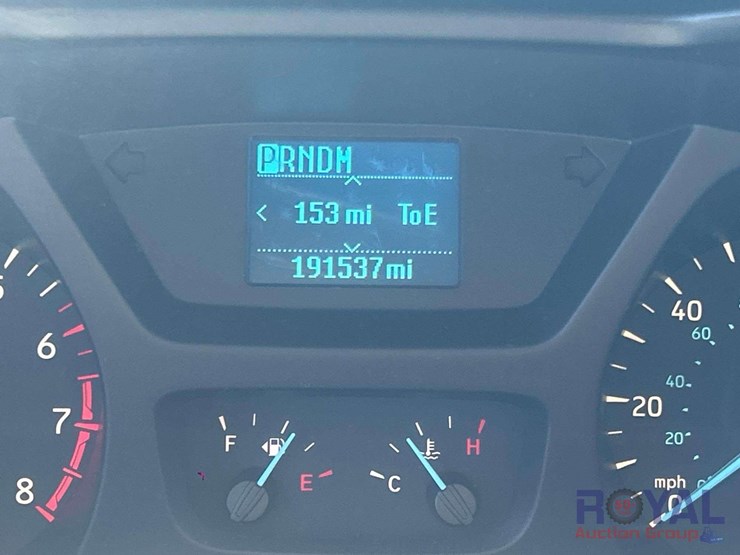 PRNDM
< 153 mi ToE
191537mi
6
7
8
F
E
C
H
40
60
40
20
20
mph
0
ROYAL
Auction Group